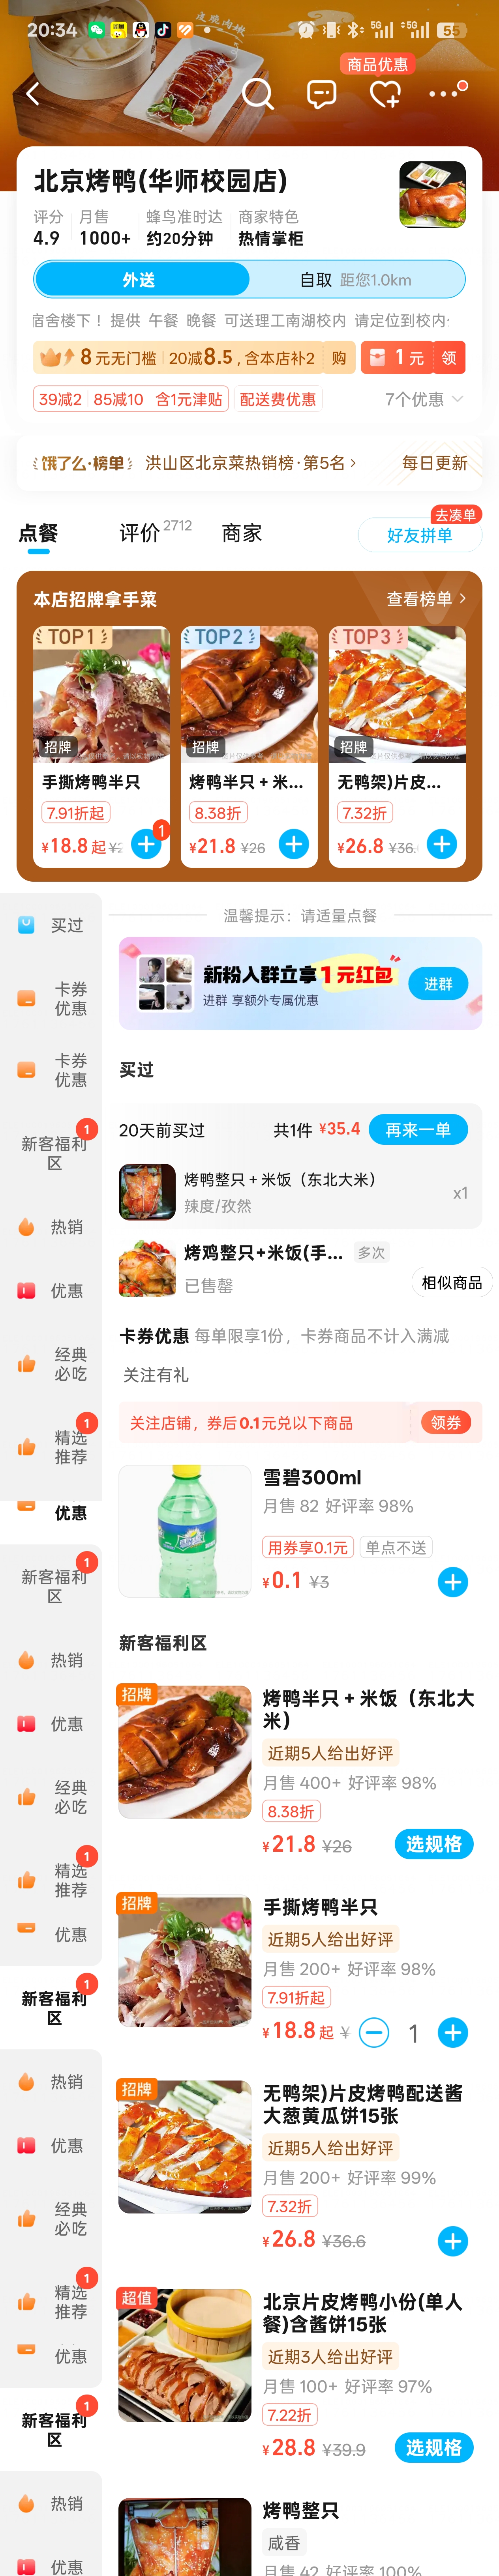 20:34
5G
5G
55
商品优惠
北京烤鸭(华师校园店)
评分 月售 蜂鸟准时达 商家特色
4.9 1000+ 约20分钟 热情掌柜
外送
自取 距您1.0km
宿舍楼下！提供 午餐 晚餐 可送理工南湖校内 请定位到校内
8元无门槛 20减8.5，含本店补2 购
1元 领
39减2 85减10 含1元津贴 配送费优惠
7个优惠
饿了么·榜单 洪山区北京菜热销榜·第5名 每日更新
点餐 评价 2712 商家
去凑单
好友拼单
本店招牌拿手菜
查看榜单
TOP1 TOP2 TOP3
招牌 招牌 招牌
手撕烤鸭半只 烤鸭半只＋米... 无鸭架)片皮...
7.91折起 8.38折 7.32折
1
¥18.8起 ¥2 ¥21.8 ¥26 ¥26.8 ¥36.
买过
卡券优惠
卡券优惠
1
新客福利区
热销
优惠
经典必吃
1
精选推荐
温馨提示：请适量点餐
新粉入群立享1元红包
进群 享额外专属优惠
进群
买过
20天前买过 共1件 ¥35.4 再来一单
烤鸭整只＋米饭（东北大米）
辣度/孜然
x1
烤鸡整只+米饭(手... 多次
已售罄
相似商品
卡券优惠 每单限享1份，卡券商品不计入满减
关注有礼
关注店铺，券后0.1元兑以下商品 领券
优惠
雪碧300ml
月售 82 好评率 98%
用券享0.1元 单点不送
¥0.1 ¥3
1
新客福利区
热销
优惠
经典必吃
1
精选推荐
优惠
新客福利区
招牌
烤鸭半只＋米饭（东北大米）
近期5人给出好评
月售 400+ 好评率 98%
8.38折
¥21.8 ¥26 选规格
招牌
手撕烤鸭半只
近期5人给出好评
月售 200+ 好评率 98%
7.91折起
¥18.8起 ¥ 1
1
新客福利区
热销
优惠
经典必吃
1
精选推荐
优惠
招牌
无鸭架)片皮烤鸭配送酱大葱黄瓜饼15张
近期5人给出好评
月售 200+ 好评率 99%
7.32折
¥26.8 ¥36.6
超值
北京片皮烤鸭小份(单人餐)含酱饼15张
近期3人给出好评
月售 100+ 好评率 97%
7.22折
¥28.8 ¥39.9 选规格
1
新客福利区
热销
优惠
烤鸭整只
咸香
月售 42 好评率 100%